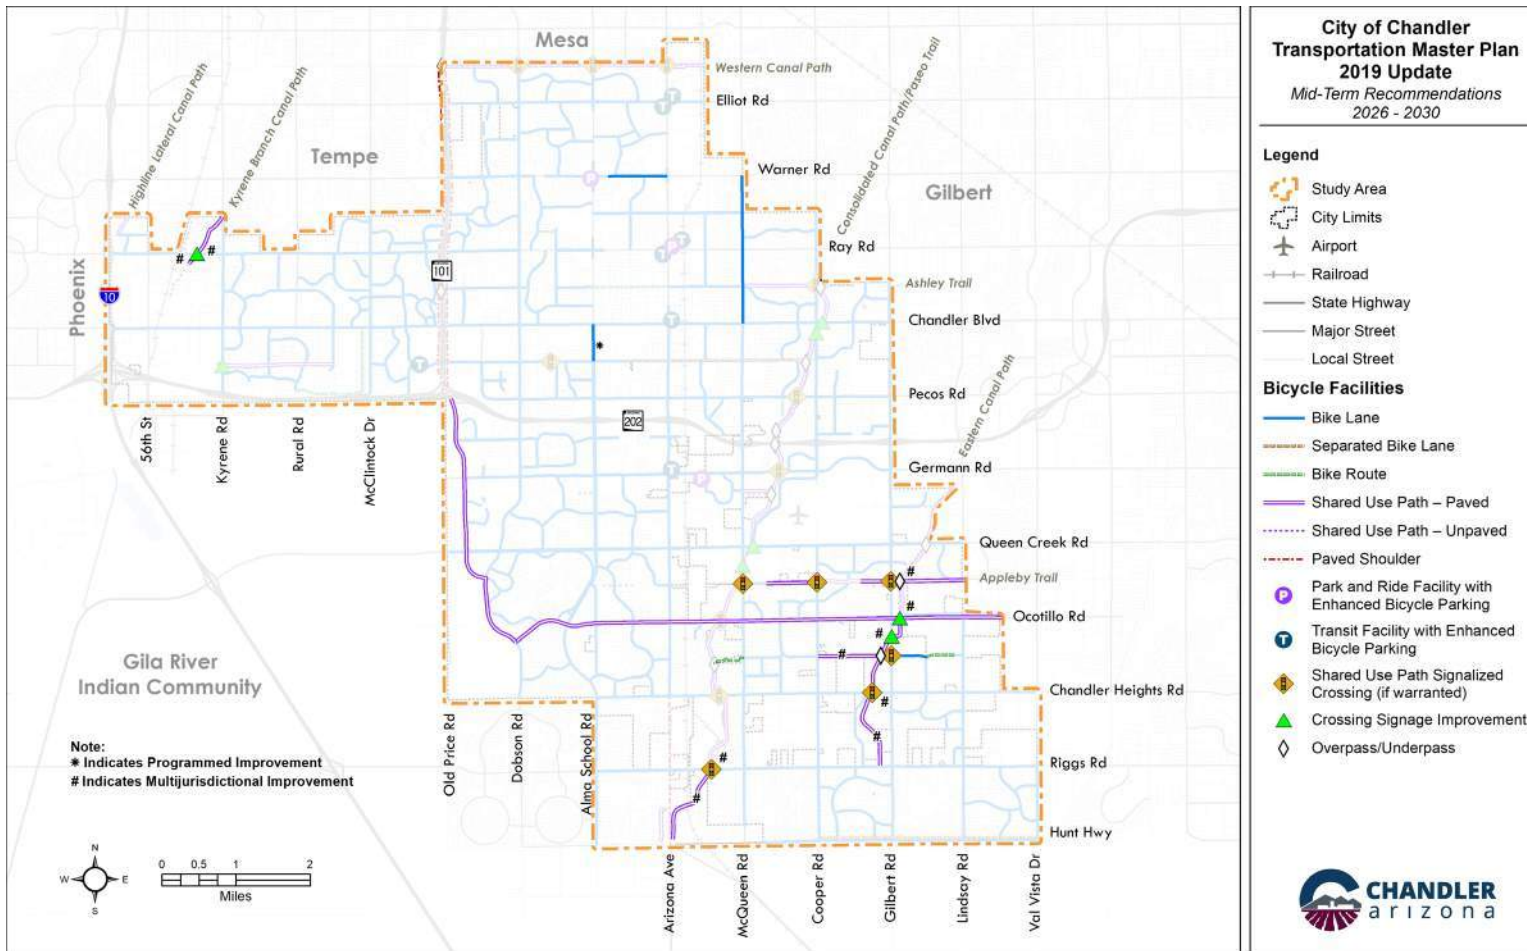 Mesa
Western Canal Path
Elliot Rd
Highline Lateral Canal Path
Kyrene Branch Canal Path
Tempe
Consolidated Canal Path/Paseo Trail
Warner Rd
Gilbert
Ray Rd
Phoenix
10
101
Ashley Trail
Chandler Blvd
*
Pecos Rd
Eastern Canal Path
202
56th St
Kyrene Rd
Rural Rd
McClintock Dr
Germann Rd
Queen Creek Rd
Appleby Trail
Ocotillo Rd
Gila River
Indian Community
Chandler Heights Rd
Old Price Rd
Dobson Rd
Alma School Rd
Riggs Rd
Hunt Hwy
Arizona Ave
McQueen Rd
Cooper Rd
Gilbert Rd
Lindsay Rd
Val Vista Dr
Note:
* Indicates Programmed Improvement
# Indicates Multijurisdictional Improvement
N
W E
S
0 0.5 1 2
Miles
City of Chandler
Transportation Master Plan
2019 Update
Mid-Term Recommendations
2026 - 2030
Legend
Study Area
City Limits
Airport
Railroad
State Highway
Major Street
Local Street
Bicycle Facilities
Bike Lane
Separated Bike Lane
Bike Route
Shared Use Path – Paved
Shared Use Path – Unpaved
Paved Shoulder
P
Park and Ride Facility with
Enhanced Bicycle Parking
T
Transit Facility with Enhanced
Bicycle Parking
Shared Use Path Signalized
Crossing (if warranted)
Crossing Signage Improvement
Overpass/Underpass
CHANDLER
arizona